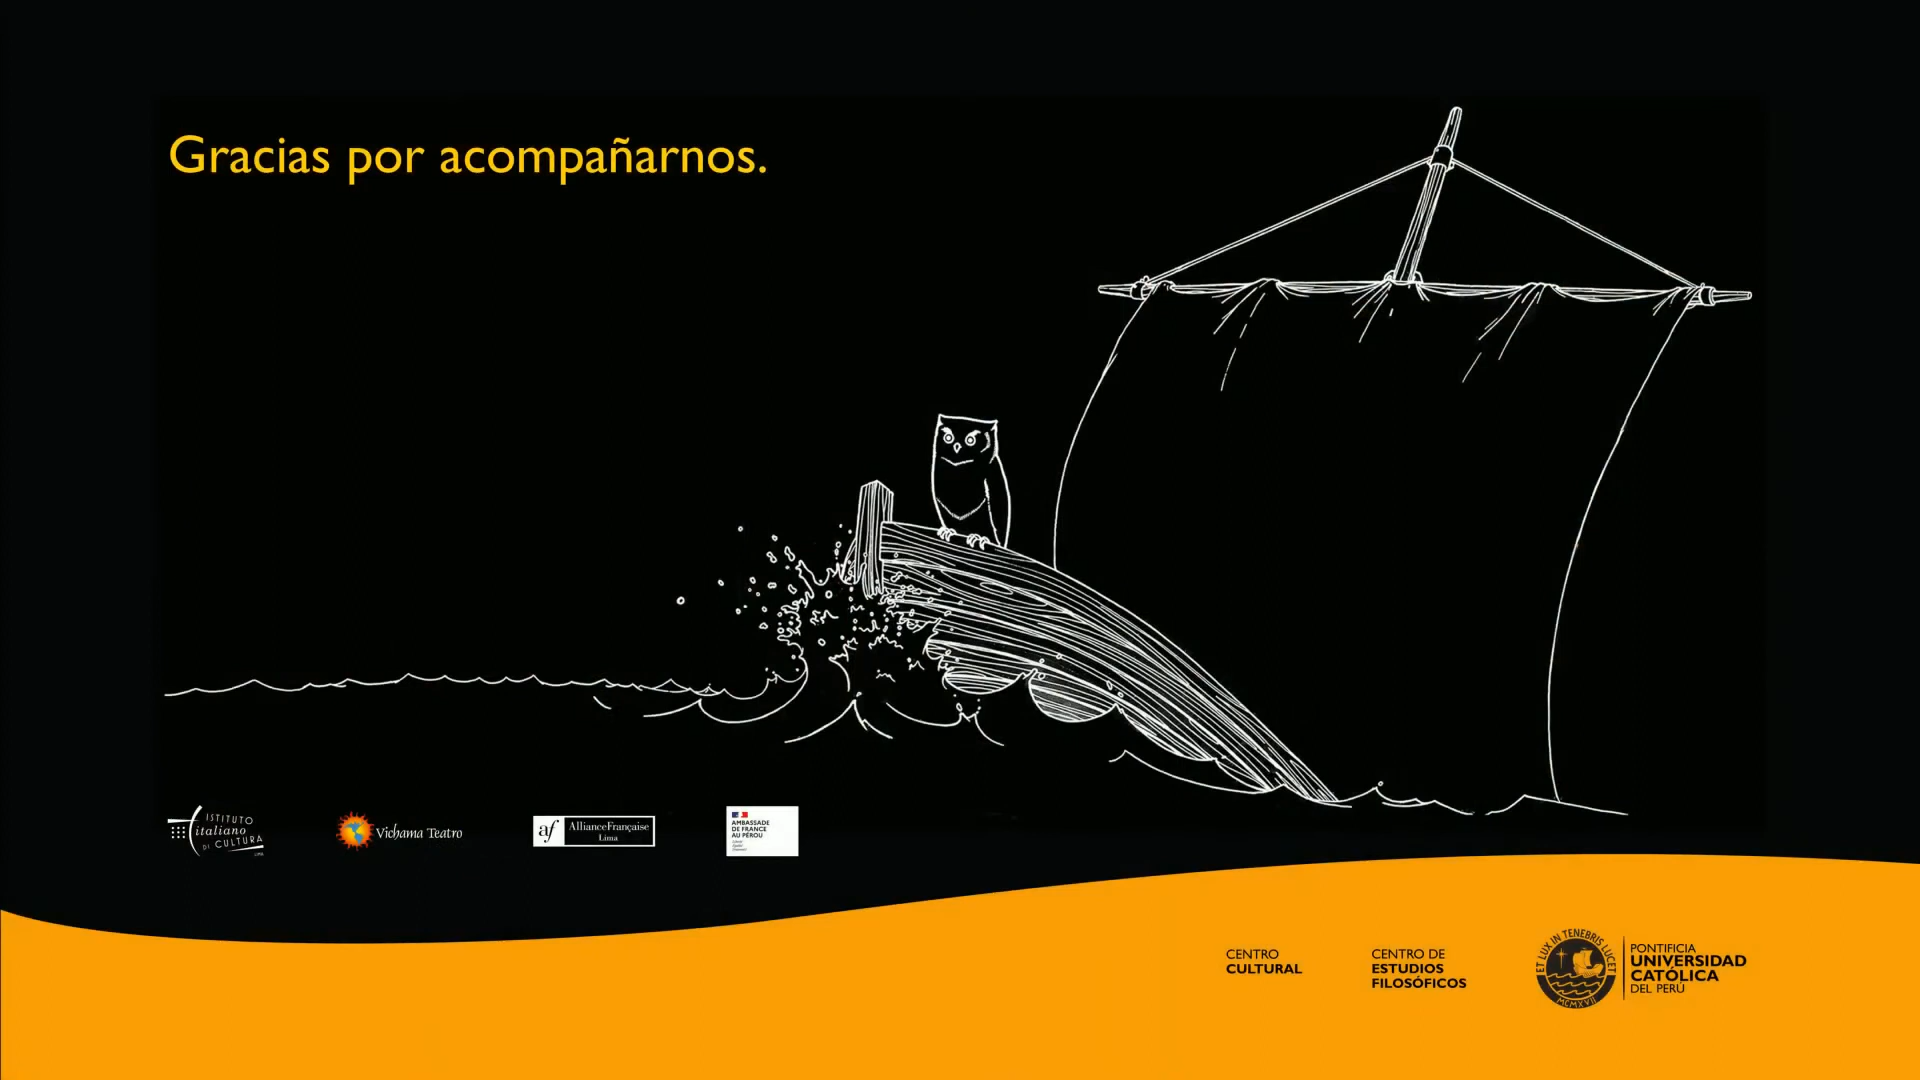 Gracias por acompañarnos.
ISTITUTO
italiano
DI CULTURA
Vichama Teatro
af AllianceFrançaise
Lima
AMBASSADE
DE FRANCE
AU PÉROU
CENTRO
CULTURAL
CENTRO DE
ESTUDIOS
FILOSÓFICOS
ET LUX IN TENEBRIS LUCET
MCMXVII
PONTIFICIA
UNIVERSIDAD
CATÓLICA
DEL PERÚ